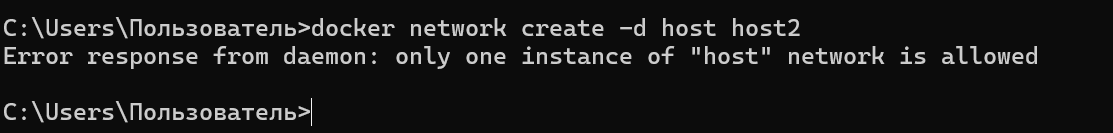 C:\Users\Пользователь>docker network create -d host host2
Error response from daemon: only one instance of "host" network is allowed
C:\Users\Пользователь>